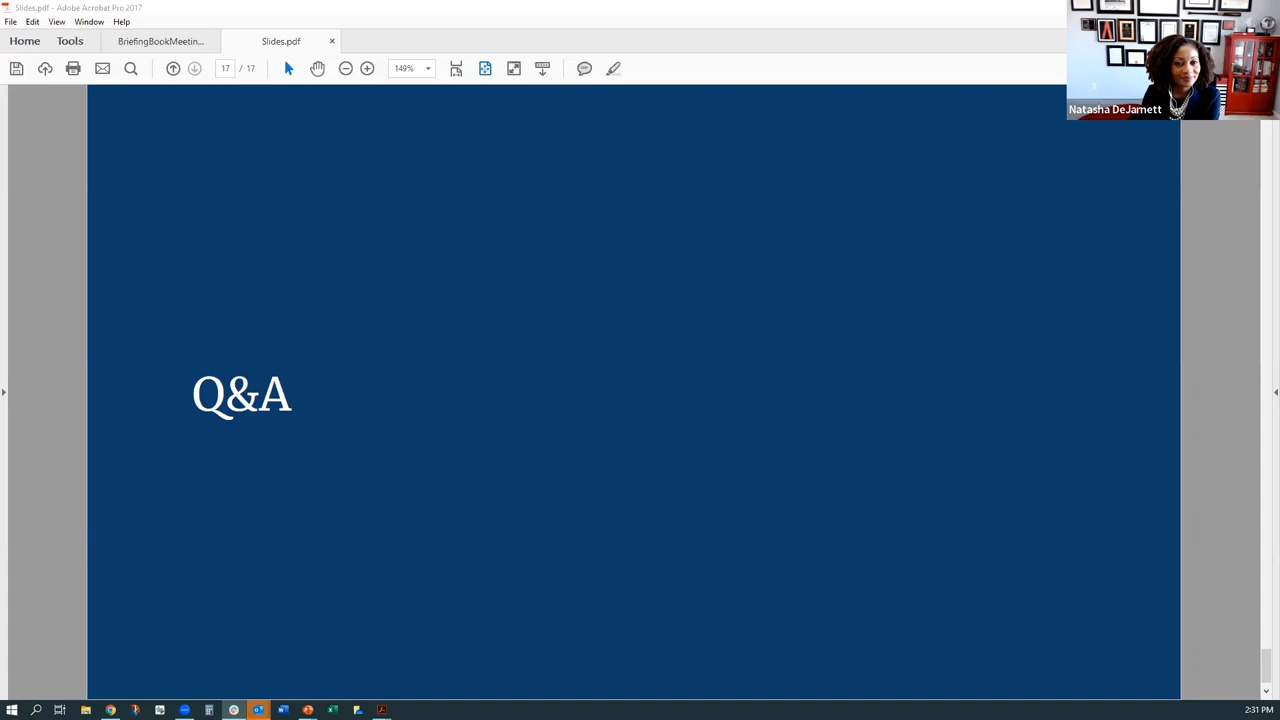 Slides.pdf - Adobe Acrobat Pro 2017
File Edit View Window Help
Home Tools BriefingBookMeetin... Slides.pdf ×
17 / 17 149%
Natasha DeJarnett
Q&A
2:31 PM